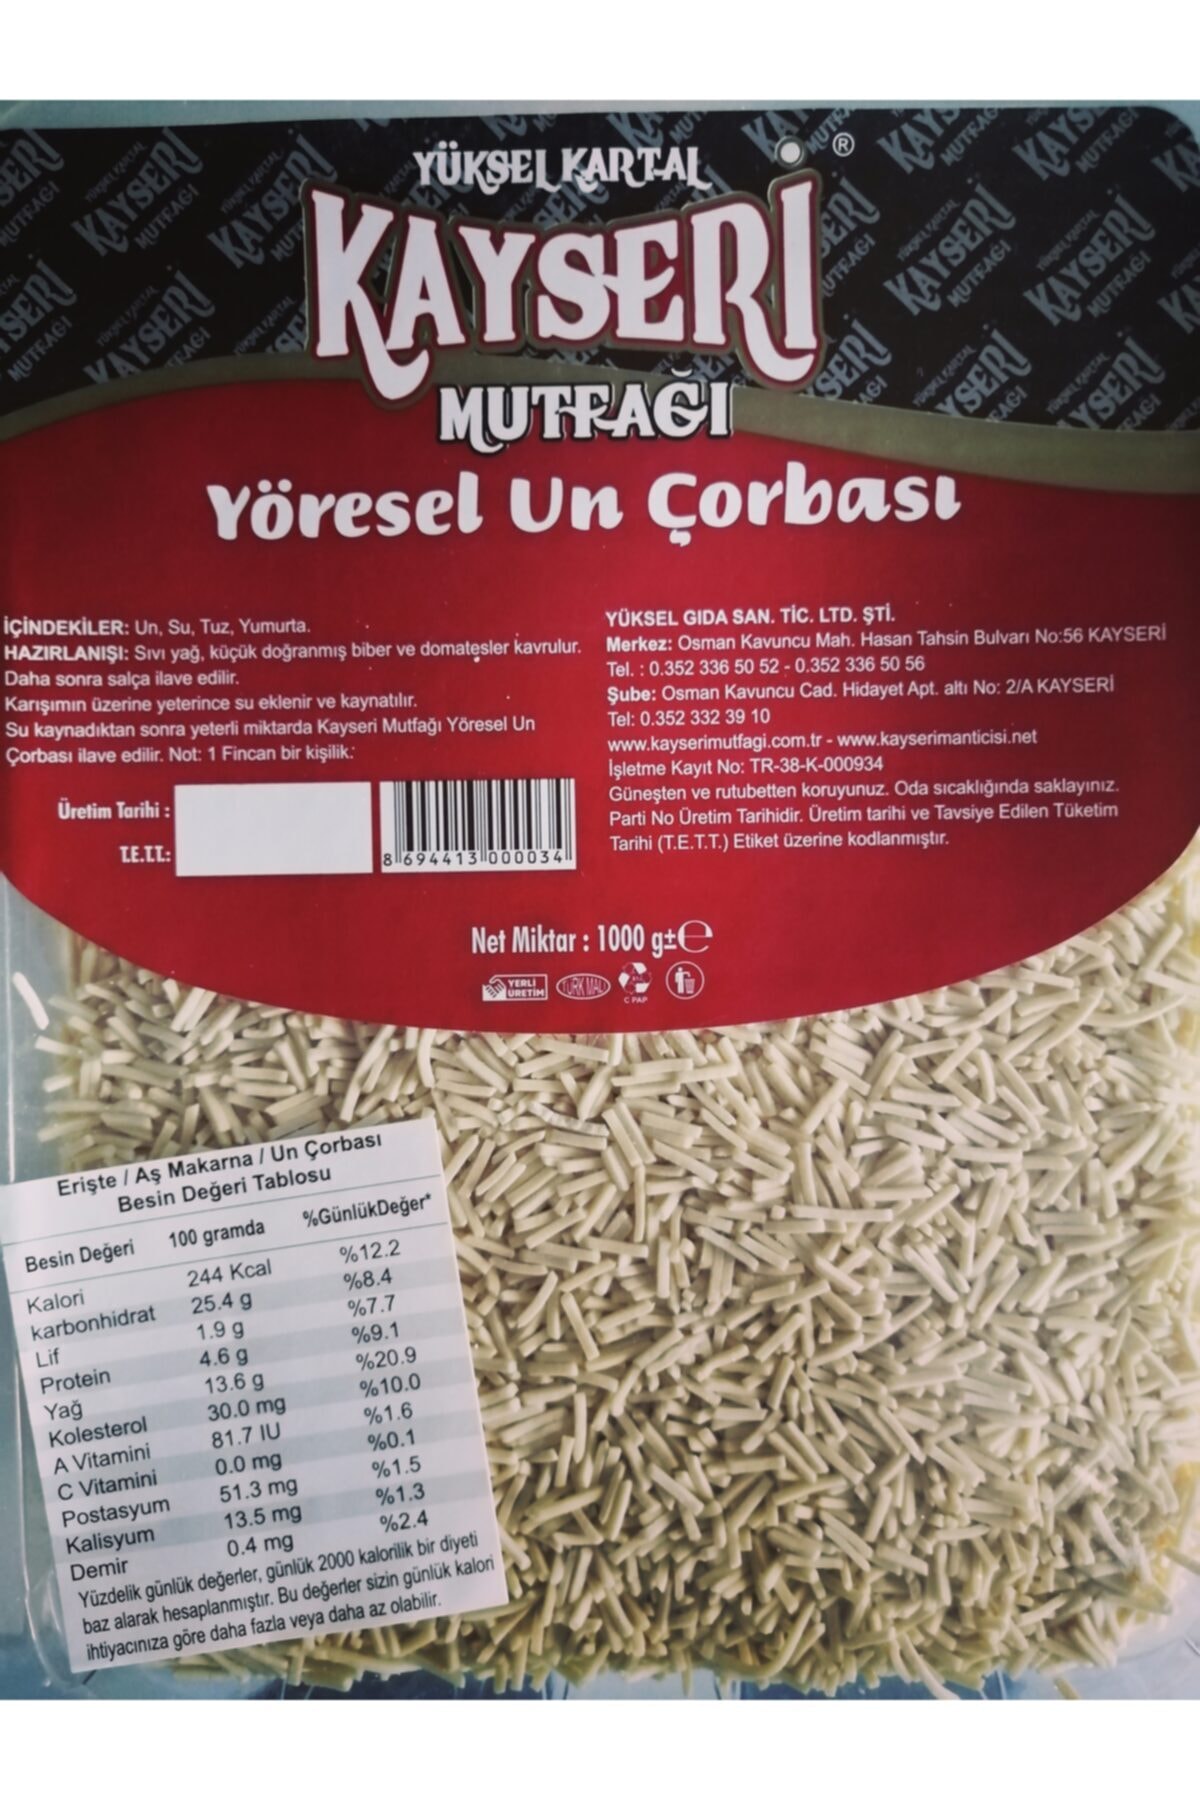 YÜKSEL KARTAL
KAYSERİ ®
MUTFAĞI
Yöresel Un Çorbası
İÇİNDEKİLER: Un, Su, Tuz, Yumurta.
HAZIRLANIŞI: Sıvı yağ, küçük doğranmış biber ve domatesler kavrulur.
Daha sonra salça ilave edilir.
Karışımın üzerine yeterince su eklenir ve kaynatılır.
Su kaynadıktan sonra yeterli miktarda Kayseri Mutfağı Yöresel Un
Çorbası ilave edilir. Not: 1 Fincan bir kişilik.
Üretim Tarihi :
T.E.T.T.:
8 694413 000034
YÜKSEL GIDA SAN. TİC. LTD. ŞTİ.
Merkez: Osman Kavuncu Mah. Hasan Tahsin Bulvarı No:56 KAYSERİ
Tel. : 0.352 336 50 52 - 0.352 336 50 56
Şube: Osman Kavuncu Cad. Hidayet Apt. altı No: 2/A KAYSERİ
Tel: 0.352 332 39 10
www.kayserimutfagi.com.tr - www.kayserimanticisi.net
İşletme Kayıt No: TR-38-K-000934
Güneşten ve rutubetten koruyunuz. Oda sıcaklığında saklayınız.
Parti No Üretim Tarihidir. Üretim tarihi ve Tavsiye Edilen Tüketim
Tarihi (T.E.T.T.) Etiket üzerine kodlanmıştır.
Net Miktar : 1000 g±℮
YERLİ
ÜRETİM
TÜRK MALI
C PAP
Erişte / Aş Makarna / Un Çorbası
Besin Değeri Tablosu
Besin Değeri 100 gramda %GünlükDeğer*
Kalori 244 Kcal %12.2
karbonhidrat 25.4 g %8.4
Lif 1.9 g %7.7
Protein 4.6 g %9.1
Yağ 13.6 g %20.9
Kolesterol 30.0 mg %10.0
A Vitamini 81.7 IU %1.6
C Vitamini 0.0 mg %0.1
Postasyum 51.3 mg %1.5
Kalisyum 13.5 mg %1.3
Demir 0.4 mg %2.4
Yüzdelik günlük değerler, günlük 2000 kalorilik bir diyeti
baz alarak hesaplanmıştır. Bu değerler sizin günlük kalori
ihtiyacınıza göre daha fazla veya daha az olabilir.